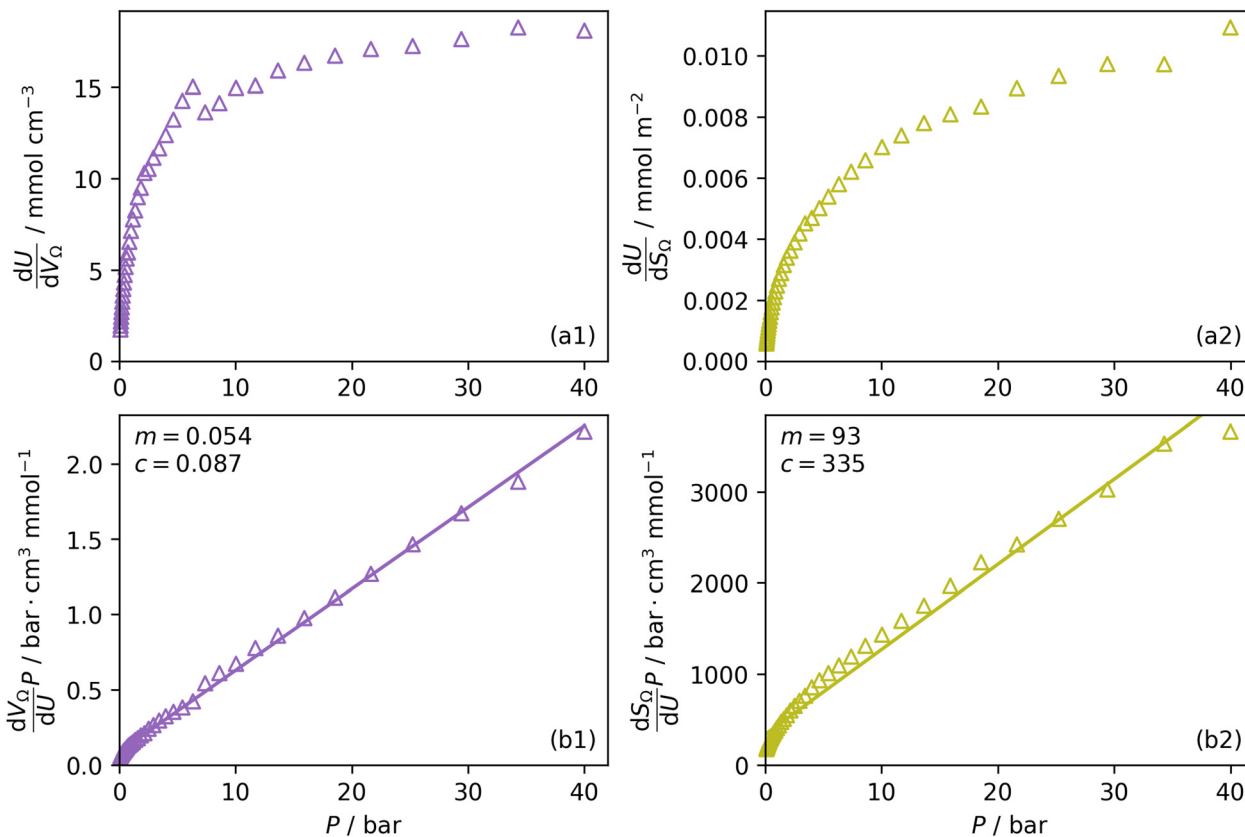 15
10
5
0
dU/dV_Ω / mmol cm⁻³
0 10 20 30 40
(a1)
0.010
0.008
0.006
0.004
0.002
0.000
dU/dS_Ω / mmol m⁻²
0 10 20 30 40
(a2)
m = 0.054
c = 0.087
2.0
1.5
1.0
0.5
0.0
dV_Ω/dU P / bar · cm³ mmol⁻¹
0 10 20 30 40
P / bar
(b1)
m = 93
c = 335
3000
2000
1000
0
dS_Ω/dU P / bar · cm³ mmol⁻¹
0 10 20 30 40
P / bar
(b2)